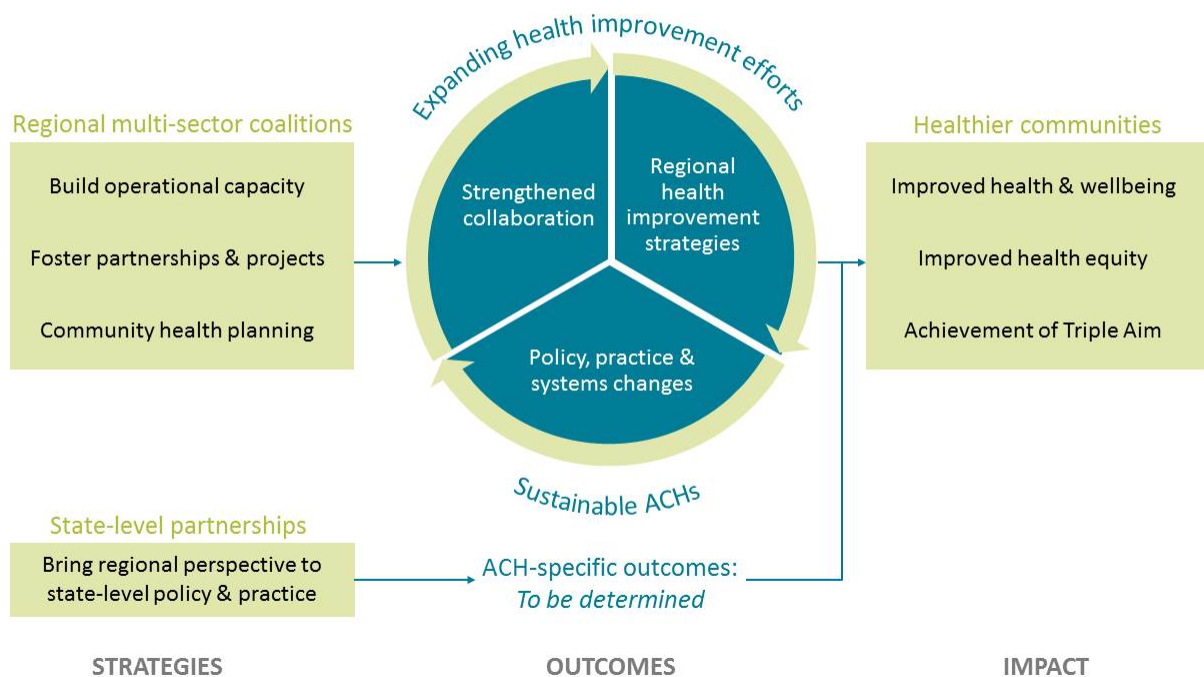 Expanding health improvement efforts
Regional multi-sector coalitions
Build operational capacity
Foster partnerships & projects
Community health planning
Strengthened
collaboration
Regional
health
improvement
strategies
Policy, practice &
systems changes
Sustainable ACHs
Healthier communities
Improved health & wellbeing
Improved health equity
Achievement of Triple Aim
State-level partnerships
Bring regional perspective to
state-level policy & practice
ACH-specific outcomes:
To be determined
STRATEGIES
OUTCOMES
IMPACT